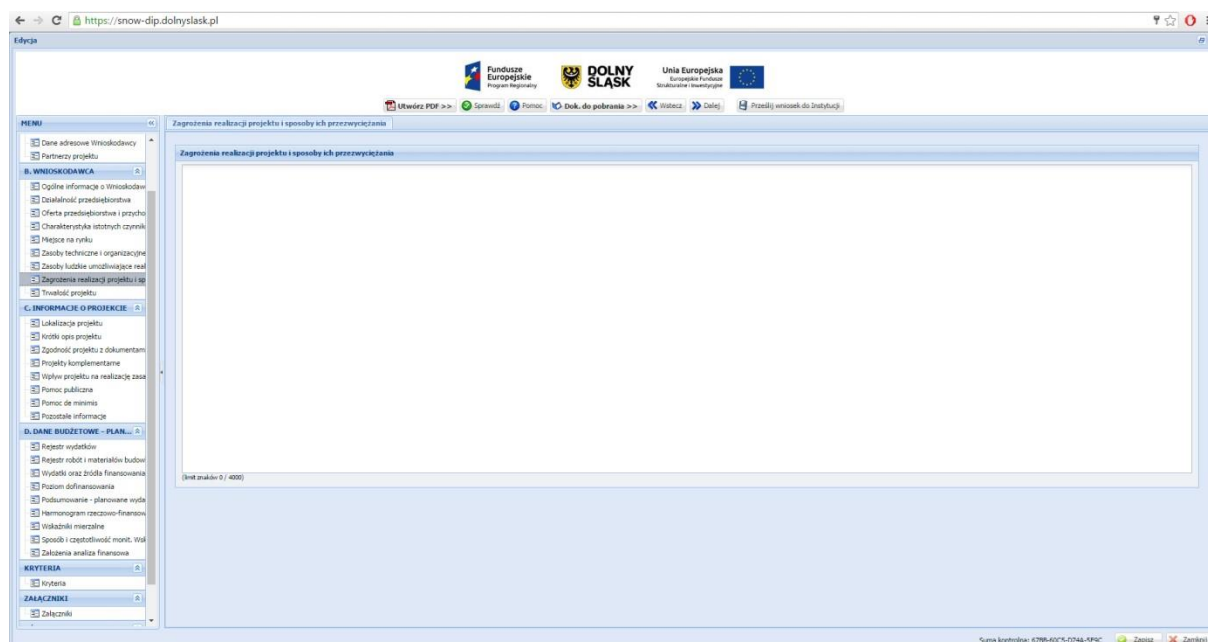 https://snow-dip.dolnyslask.pl
Edycja
Fundusze
Europejskie
Program Regionalny
DOLNY
ŚLĄSK
Unia Europejska
Europejskie Fundusze
Strukturalne i Inwestycyjne
Utwórz PDF >> Sprawdź Pomoc Dok. do pobrania >> Wstecz Dalej Prześlij wniosek do Instytucji
MENU
Zagrożenia realizacji projektu i sposoby ich przezwyciężania
Dane adresowe Wnioskodawcy
Partnerzy projektu
Zagrożenia realizacji projektu i sposoby ich przezwyciężania
B. WNIOSKODAWCA
Ogólne informacje o Wnioskodaw
Działalność przedsiębiorstwa
Oferta przedsiębiorstwa i przycho
Charakterystyka istotnych czynnik
Miejsce na rynku
Zasoby techniczne i organizacyjne
Zasoby ludzkie umożliwiające real
Zagrożenia realizacji projektu i sp
Trwałość projektu
C. INFORMACJE O PROJEKCIE
Lokalizacja projektu
Krótki opis projektu
Zgodność projektu z dokumentam
Projekty komplementarne
Wpływ projektu na realizację zasa
Pomoc publiczna
Pomoc de minimis
Pozostałe informacje
D. DANE BUDŻETOWE - PLAN...
Rejestr wydatków
Rejestr robót i materiałów budow
Wydatki oraz źródła finansowania
(limit znaków 0 / 4000)
Poziom dofinansowania
Podsumowanie - planowane wyda
Harmonogram rzeczowo-finansow
Wskaźniki mierzalne
Sposób i częstotliwość monit. Wsk
Założenia analiza finansowa
KRYTERIA
Kryteria
ZAŁĄCZNIKI
Załączniki
Suma kontrolna: Zapisz Zamknij